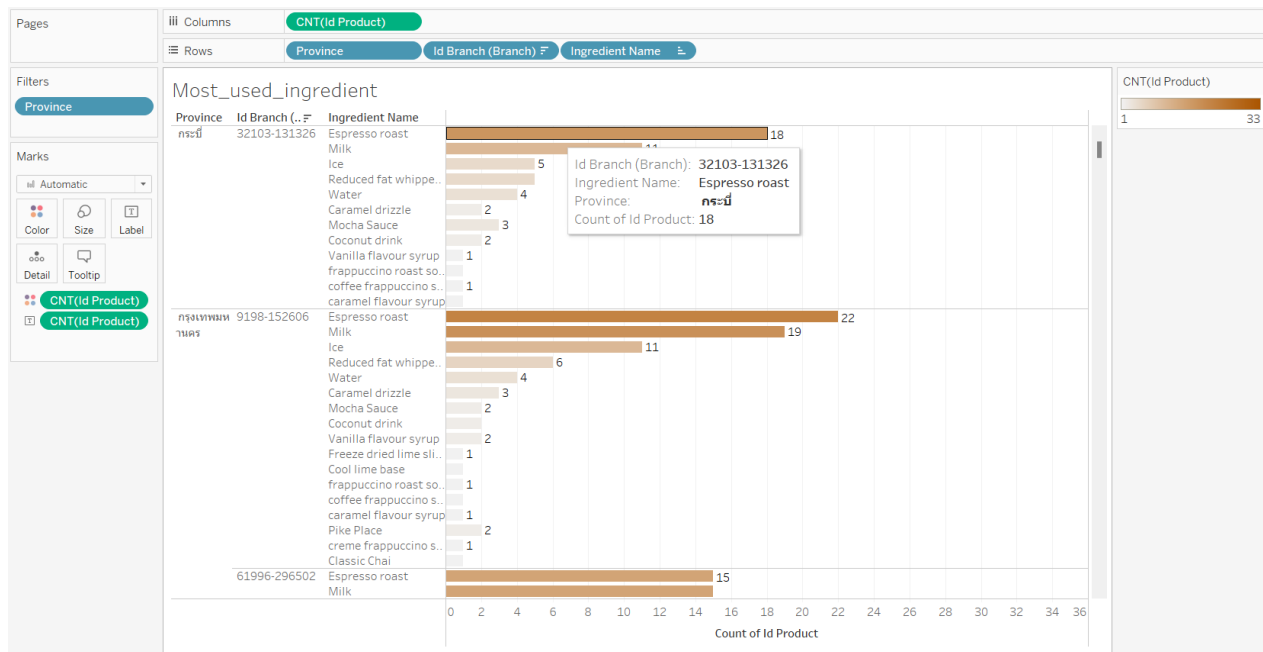 Pages
iii Columns
CNT(Id Product)
Rows
Province
Id Branch (Branch)
Ingredient Name
Filters
Province
Marks
Automatic
Color
Size
Label
Detail
Tooltip
CNT(Id Product)
CNT(Id Product)
Most_used_ingredient
Province Id Branch (.. Ingredient Name
กระบี่ 32103-131326 Espresso roast 18
Milk 11
Ice 5
Reduced fat whippe..
Water 4
Caramel drizzle 2
Mocha Sauce 3
Coconut drink 2
Vanilla flavour syrup 1
frappuccino roast so..
coffee frappuccino s.. 1
caramel flavour syrup
Id Branch (Branch): 32103-131326
Ingredient Name: Espresso roast
Province: กระบี่
Count of Id Product: 18
กรุงเทพมห 9198-152606 Espresso roast 22
านคร Milk 19
Ice 11
Reduced fat whippe.. 6
Water 4
Caramel drizzle 3
Mocha Sauce 2
Coconut drink
Vanilla flavour syrup 2
Freeze dried lime sli.. 1
Cool lime base
frappuccino roast so.. 1
coffee frappuccino s..
caramel flavour syrup 1
Pike Place 2
creme frappuccino s.. 1
Classic Chai
61996-296502 Espresso roast 15
Milk
0 2 4 6 8 10 12 14 16 18 20 22 24 26 28 30 32 34 36
Count of Id Product
CNT(Id Product)
1 33